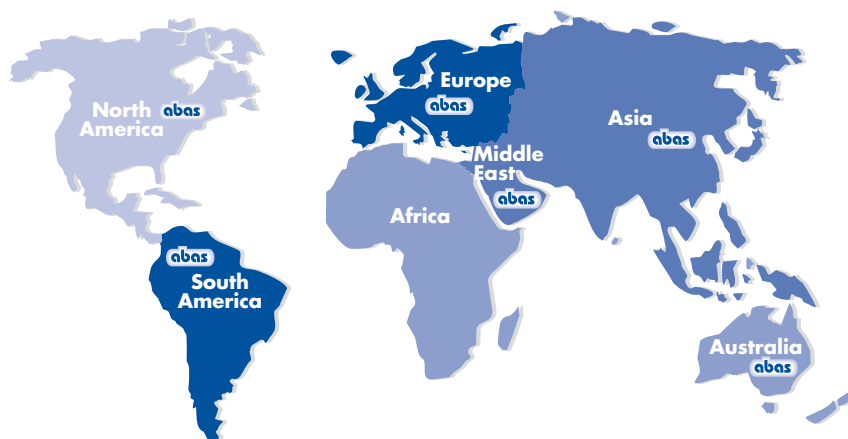 North
America
abas
Europe
abas
Asia
abas
Middle
East
abas
Africa
abas
South
America
Australia
abas